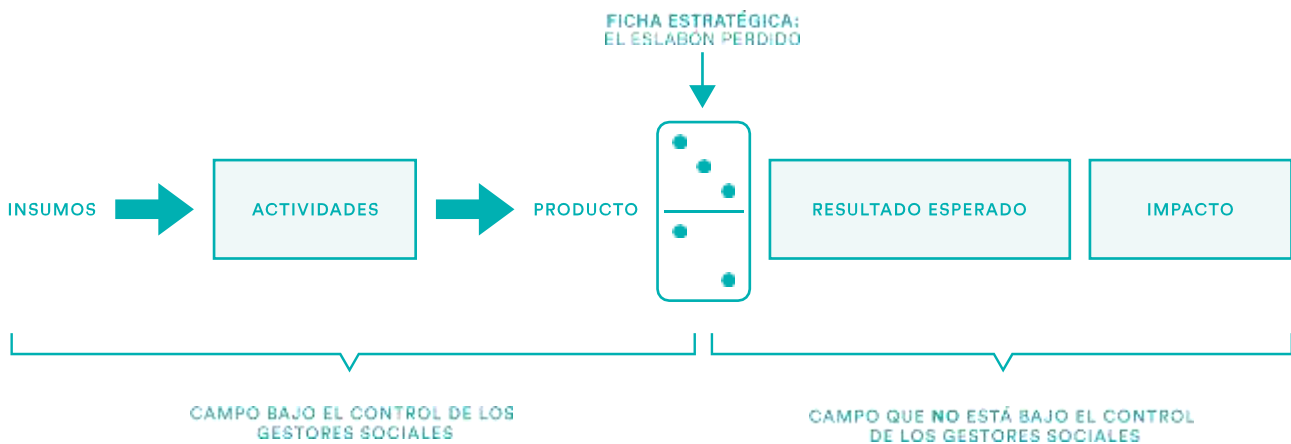 FICHA ESTRATÉGICA:
EL ESLABÓN PERDIDO
INSUMOS
ACTIVIDADES
PRODUCTO
RESULTADO ESPERADO
IMPACTO
CAMPO BAJO EL CONTROL DE LOS
GESTORES SOCIALES
CAMPO QUE NO ESTÁ BAJO EL CONTROL
DE LOS GESTORES SOCIALES